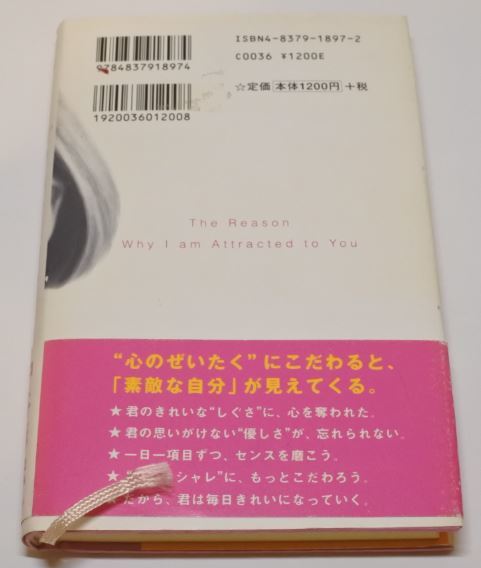 ISBN4-8379-1897-2
C0036 ¥1200E
9784837918974
☆定価 本体1200円 +税
1920036012008
The Reason
Why I am Attracted to You
“心のぜいたく”にこだわると、
「素敵な自分」が見えてくる。
★君のきれいな“しぐさ”に、心を奪われた。
★君の思いがけない“優しさ”が、忘れられない。
★一日一項目ずつ、センスを磨こう。
★“ シャレ”に、もっとこだわろう。
だから、君は毎日きれいになっていく。